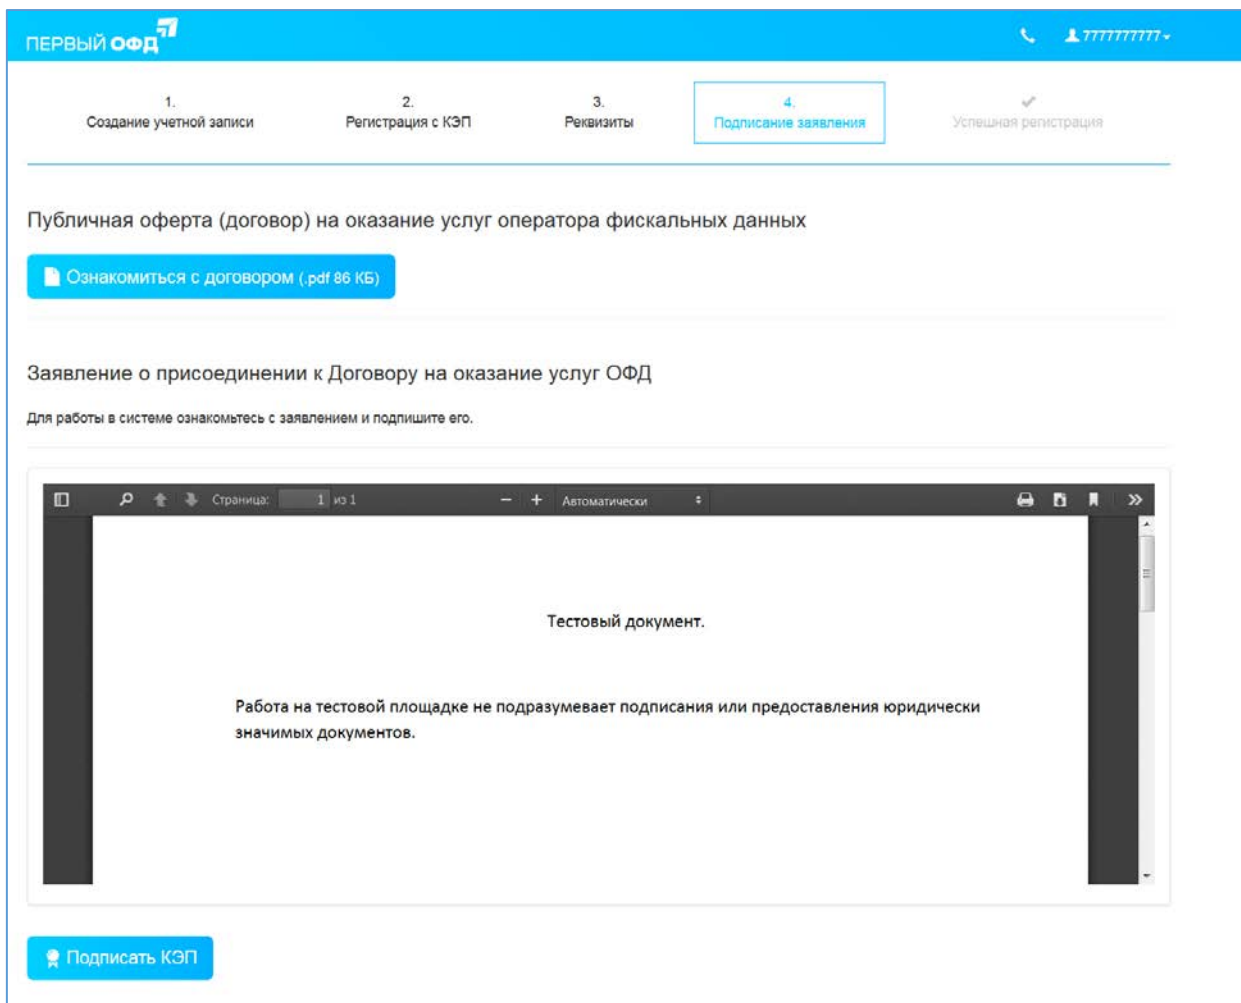 ПЕРВЫЙ ОФД
7777777777
1.
Создание учетной записи
2.
Регистрация с КЭП
3.
Реквизиты
4.
Подписание заявления
Успешная регистрация
Публичная оферта (договор) на оказание услуг оператора фискальных данных
Ознакомиться с договором (.pdf 86 КБ)
Заявление о присоединении к Договору на оказание услуг ОФД
Для работы в системе ознакомьтесь с заявлением и подпишите его.
Страница: 1 из 1 − + Автоматически
Тестовый документ.
Работа на тестовой площадке не подразумевает подписания или предоставления юридически
значимых документов.
Подписать КЭП